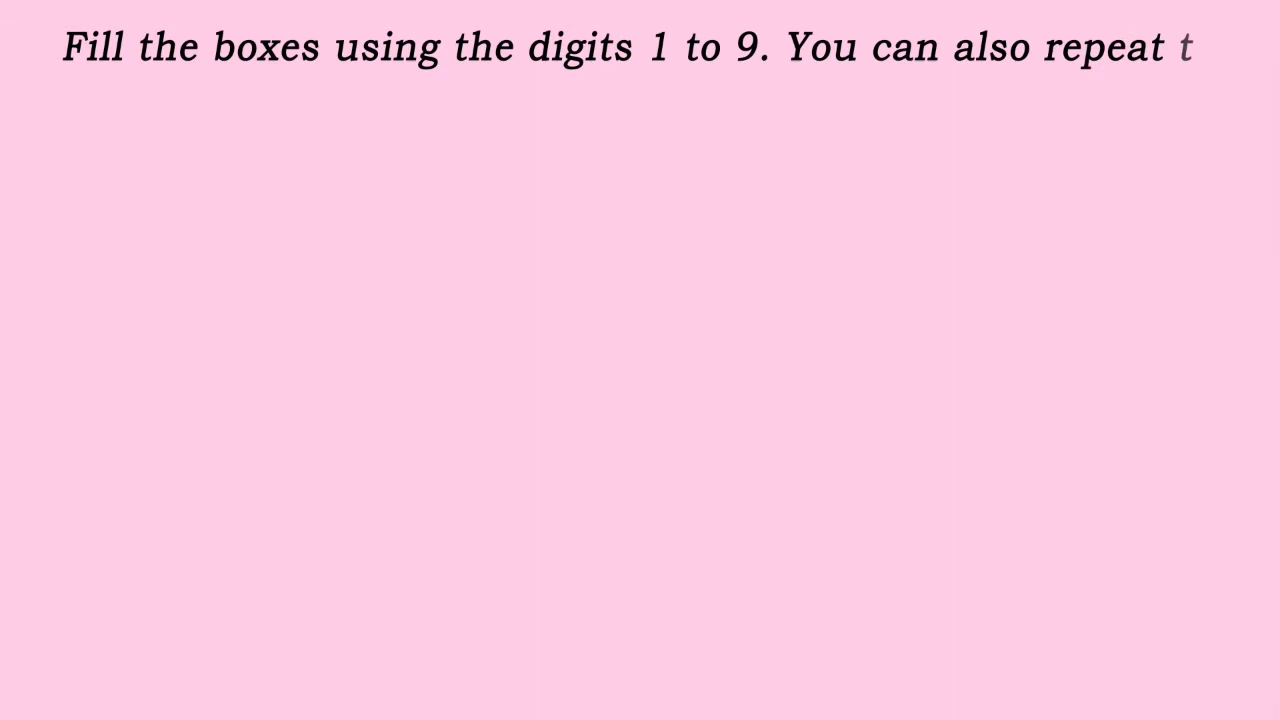 Fill the boxes using the digits 1 to 9. You can also repeat t